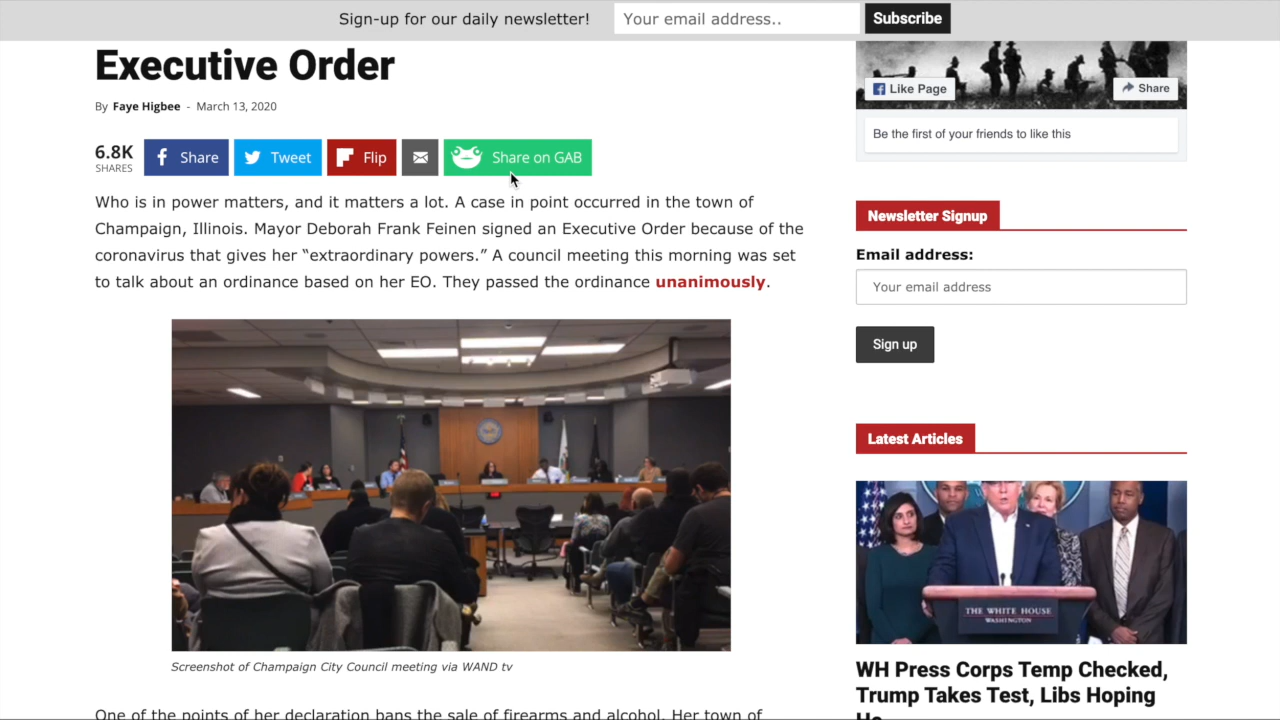 Sign-up for our daily newsletter!
Your email address..
Subscribe
Executive Order
By Faye Higbee - March 13, 2020
6.8K
SHARES
Share
Tweet
Flip
Share on GAB
Who is in power matters, and it matters a lot. A case in point occurred in the town of
Champaign, Illinois. Mayor Deborah Frank Feinen signed an Executive Order because of the
coronavirus that gives her “extraordinary powers.” A council meeting this morning was set
to talk about an ordinance based on her EO. They passed the ordinance unanimously.
Screenshot of Champaign City Council meeting via WAND tv
One of the points of her declaration bans the sale of firearms and alcohol. Her town of
Like Page
Share
Be the first of your friends to like this
Newsletter Signup
Email address:
Your email address
Sign up
Latest Articles
THE WHITE HOUSE
WASHINGTON
WH Press Corps Temp Checked,
Trump Takes Test, Libs Hoping
He